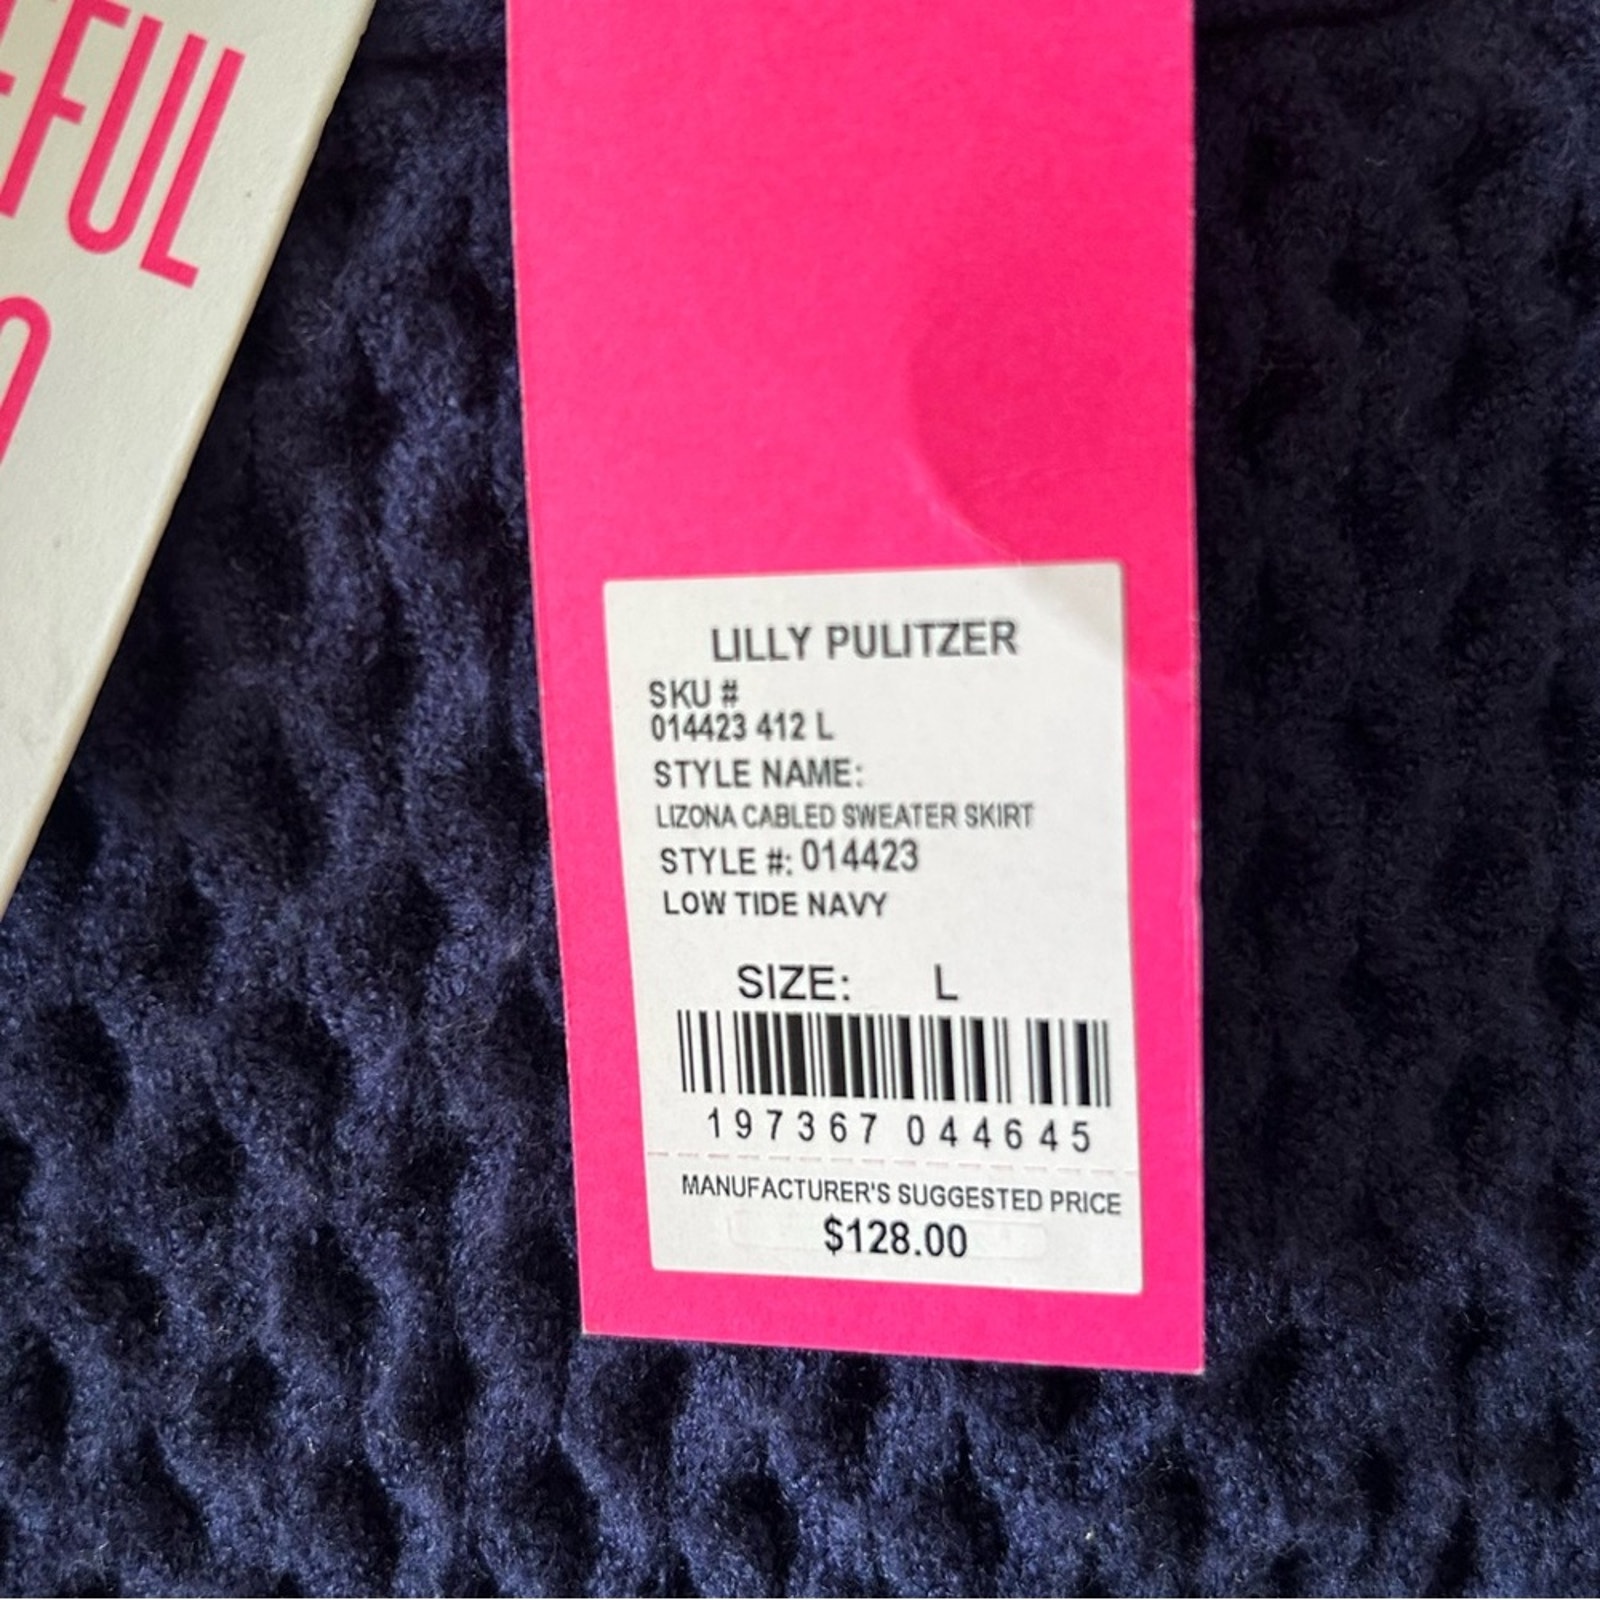 FUL
LILLY PULITZER
SKU #
014423 412 L
STYLE NAME:
LIZONA CABLED SWEATER SKIRT
STYLE #: 014423
LOW TIDE NAVY
SIZE: L
197367 044645
MANUFACTURER'S SUGGESTED PRICE
$128.00